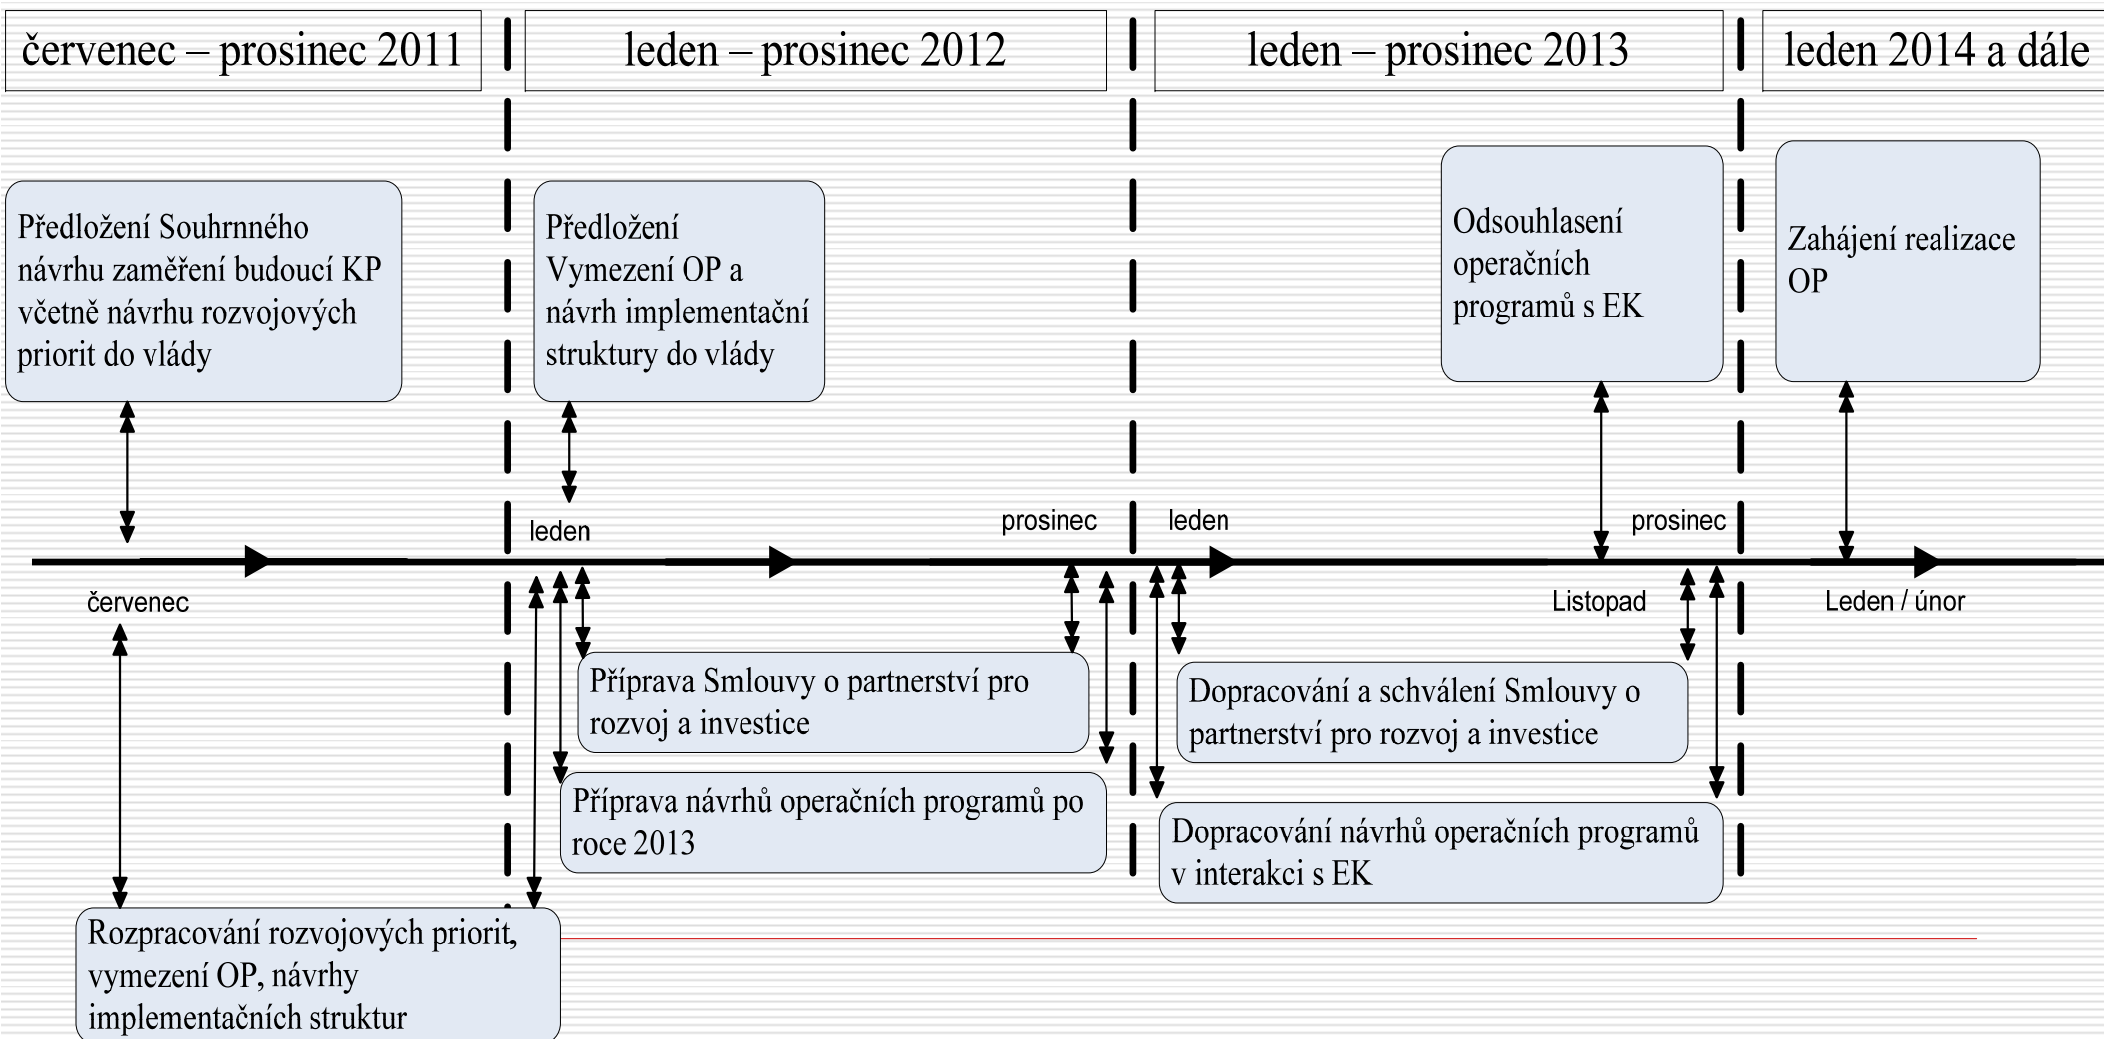 červenec – prosinec 2011
leden – prosinec 2012
leden – prosinec 2013
leden 2014 a dále
Předložení Souhrnného
návrhu zaměření budoucí KP
včetně návrhu rozvojových
priorit do vlády
Předložení
Vymezení OP a
návrh implementační
struktury do vlády
Odsouhlasení
operačních
programů s EK
Zahájení realizace
OP
leden
prosinec
leden
prosinec
červenec
Listopad
Leden / únor
Příprava Smlouvy o partnerství pro
rozvoj a investice
Dopracování a schválení Smlouvy o
partnerství pro rozvoj a investice
Příprava návrhů operačních programů po
roce 2013
Dopracování návrhů operačních programů
v interakci s EK
Rozpracování rozvojových priorit,
vymezení OP, návrhy
implementačních struktur